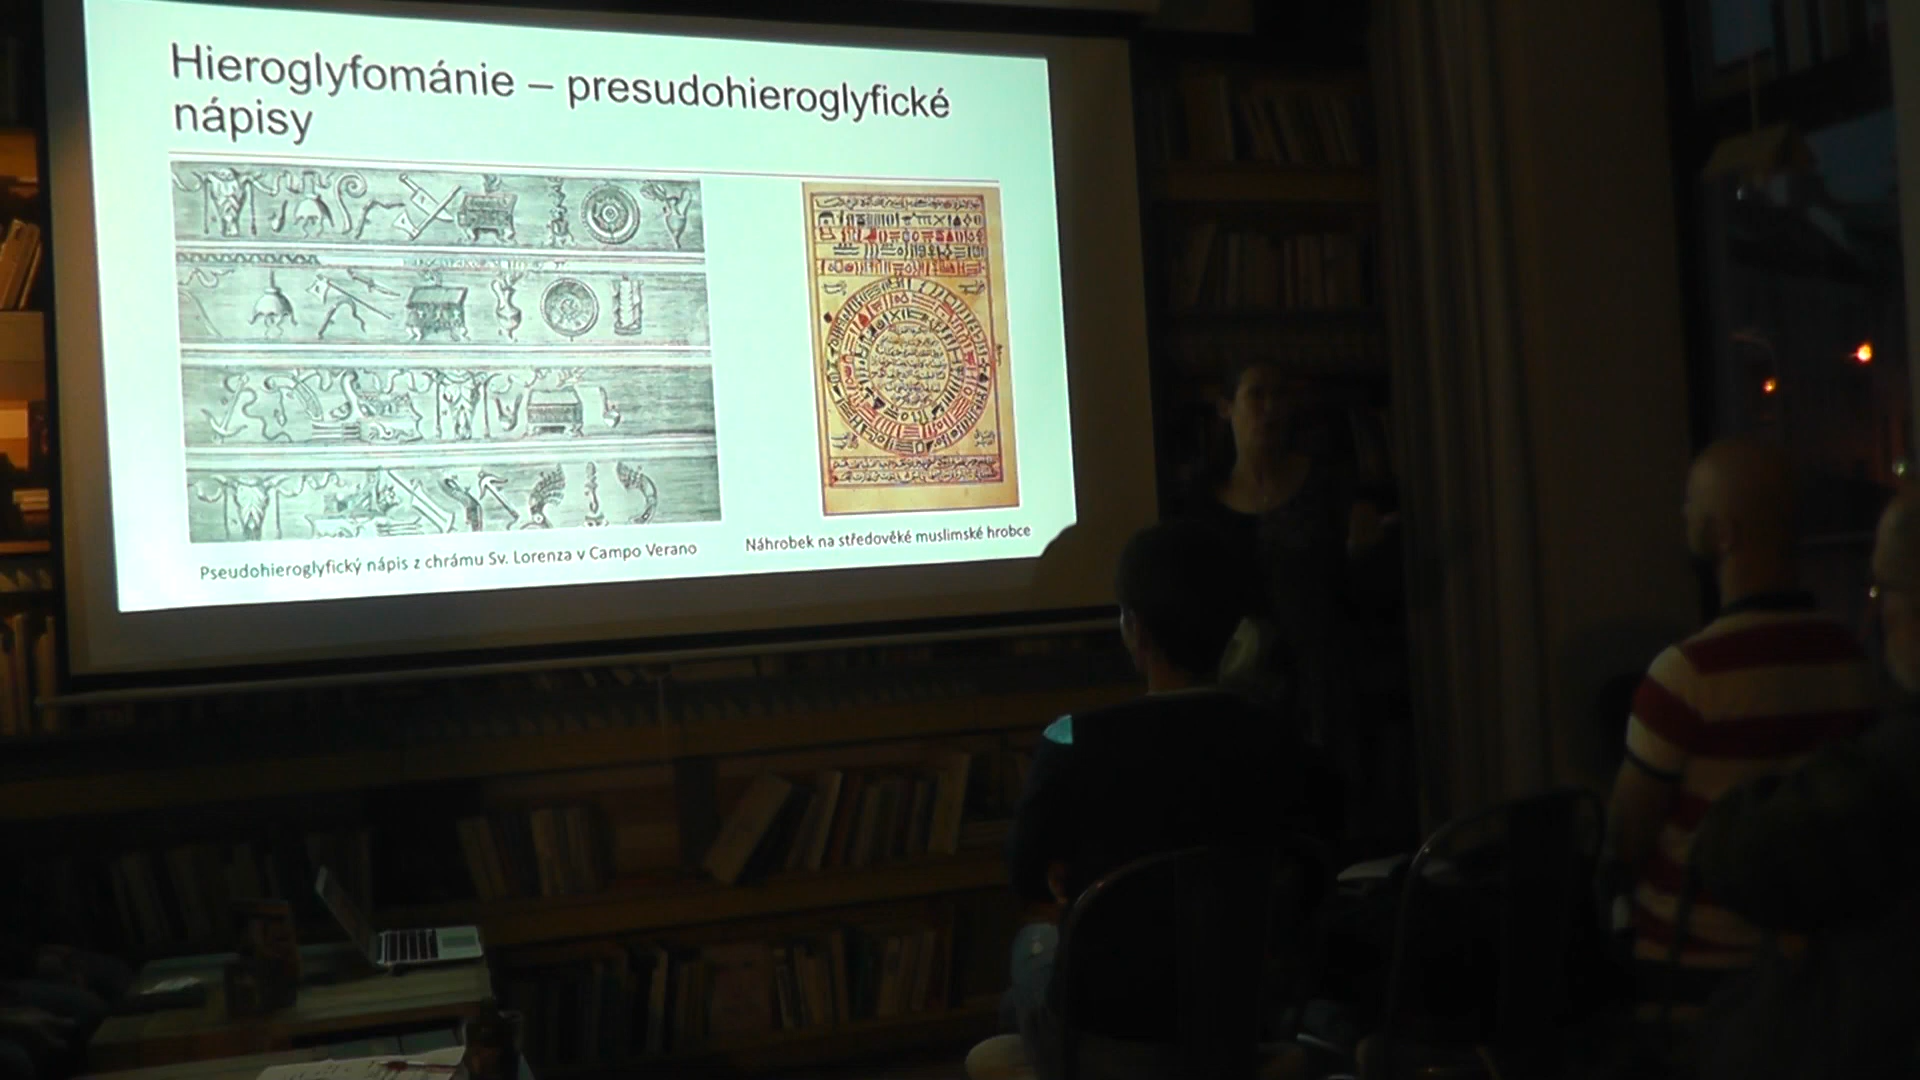 Hieroglyfománie – presudohieroglyfické
nápisy
Pseudohieroglyfický nápis z chrámu Sv. Lorenza v Campo Verano
Náhrobek na středověké muslimské hrobce